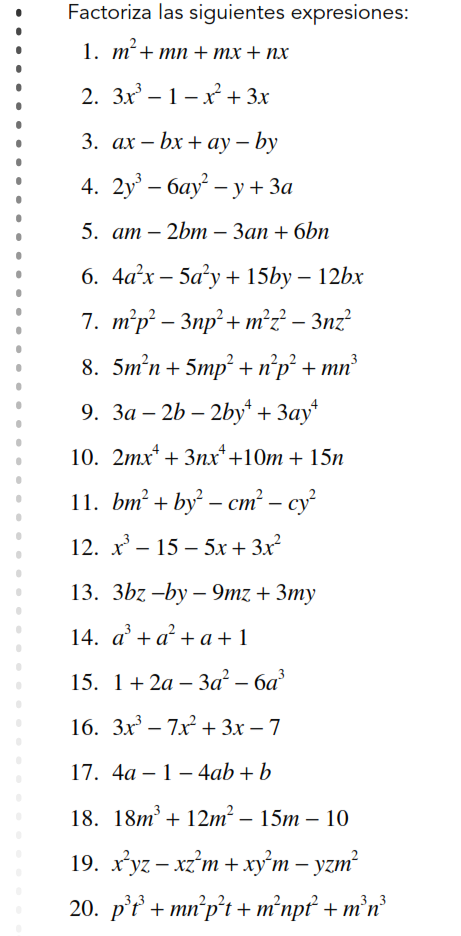 Factoriza las siguientes expresiones:
1. m² + mn + mx + nx
2. 3x³ – 1 – x² + 3x
3. ax – bx + ay – by
4. 2y³ – 6ay² – y + 3a
5. am – 2bm – 3an + 6bn
6. 4a²x – 5a²y + 15by – 12bx
7. m²p² – 3np² + m²z² – 3nz²
8. 5m²n + 5mp² + n²p² + mn³
9. 3a – 2b – 2by⁴ + 3ay⁴
10. 2mx⁴ + 3nx⁴ +10m + 15n
11. bm² + by² – cm² – cy²
12. x³ – 15 – 5x + 3x²
13. 3bz –by – 9mz + 3my
14. a³ + a² + a + 1
15. 1 + 2a – 3a² – 6a³
16. 3x³ – 7x² + 3x – 7
17. 4a – 1 – 4ab + b
18. 18m³ + 12m² – 15m – 10
19. x²yz – xz²m + xy²m – yzm²
20. p³t³ + mn²p²t + m²npt² + m³n³